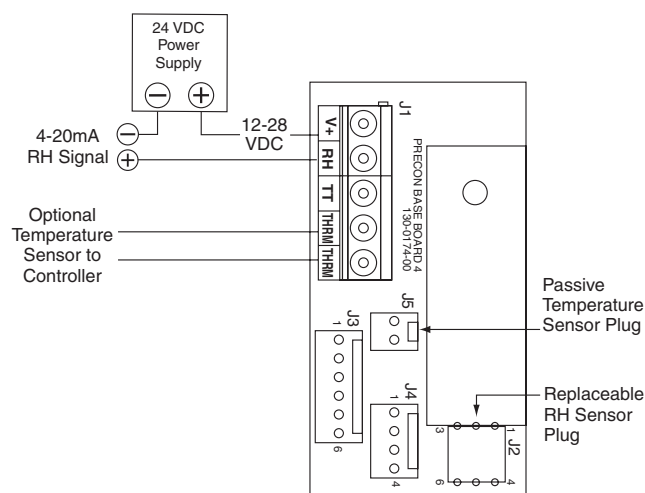 24 VDC
Power
Supply
4-20mA
RH Signal
12-28
VDC
V+
RH
TT
THRM
THRM
J1
PRECON BASE BOARD 4
130-0174-00
Optional
Temperature
Sensor to
Controller
Passive
Temperature
Sensor Plug
J5
J3
1
6
J4
1
4
Replaceable
RH Sensor
Plug
J2
3
1
6
4